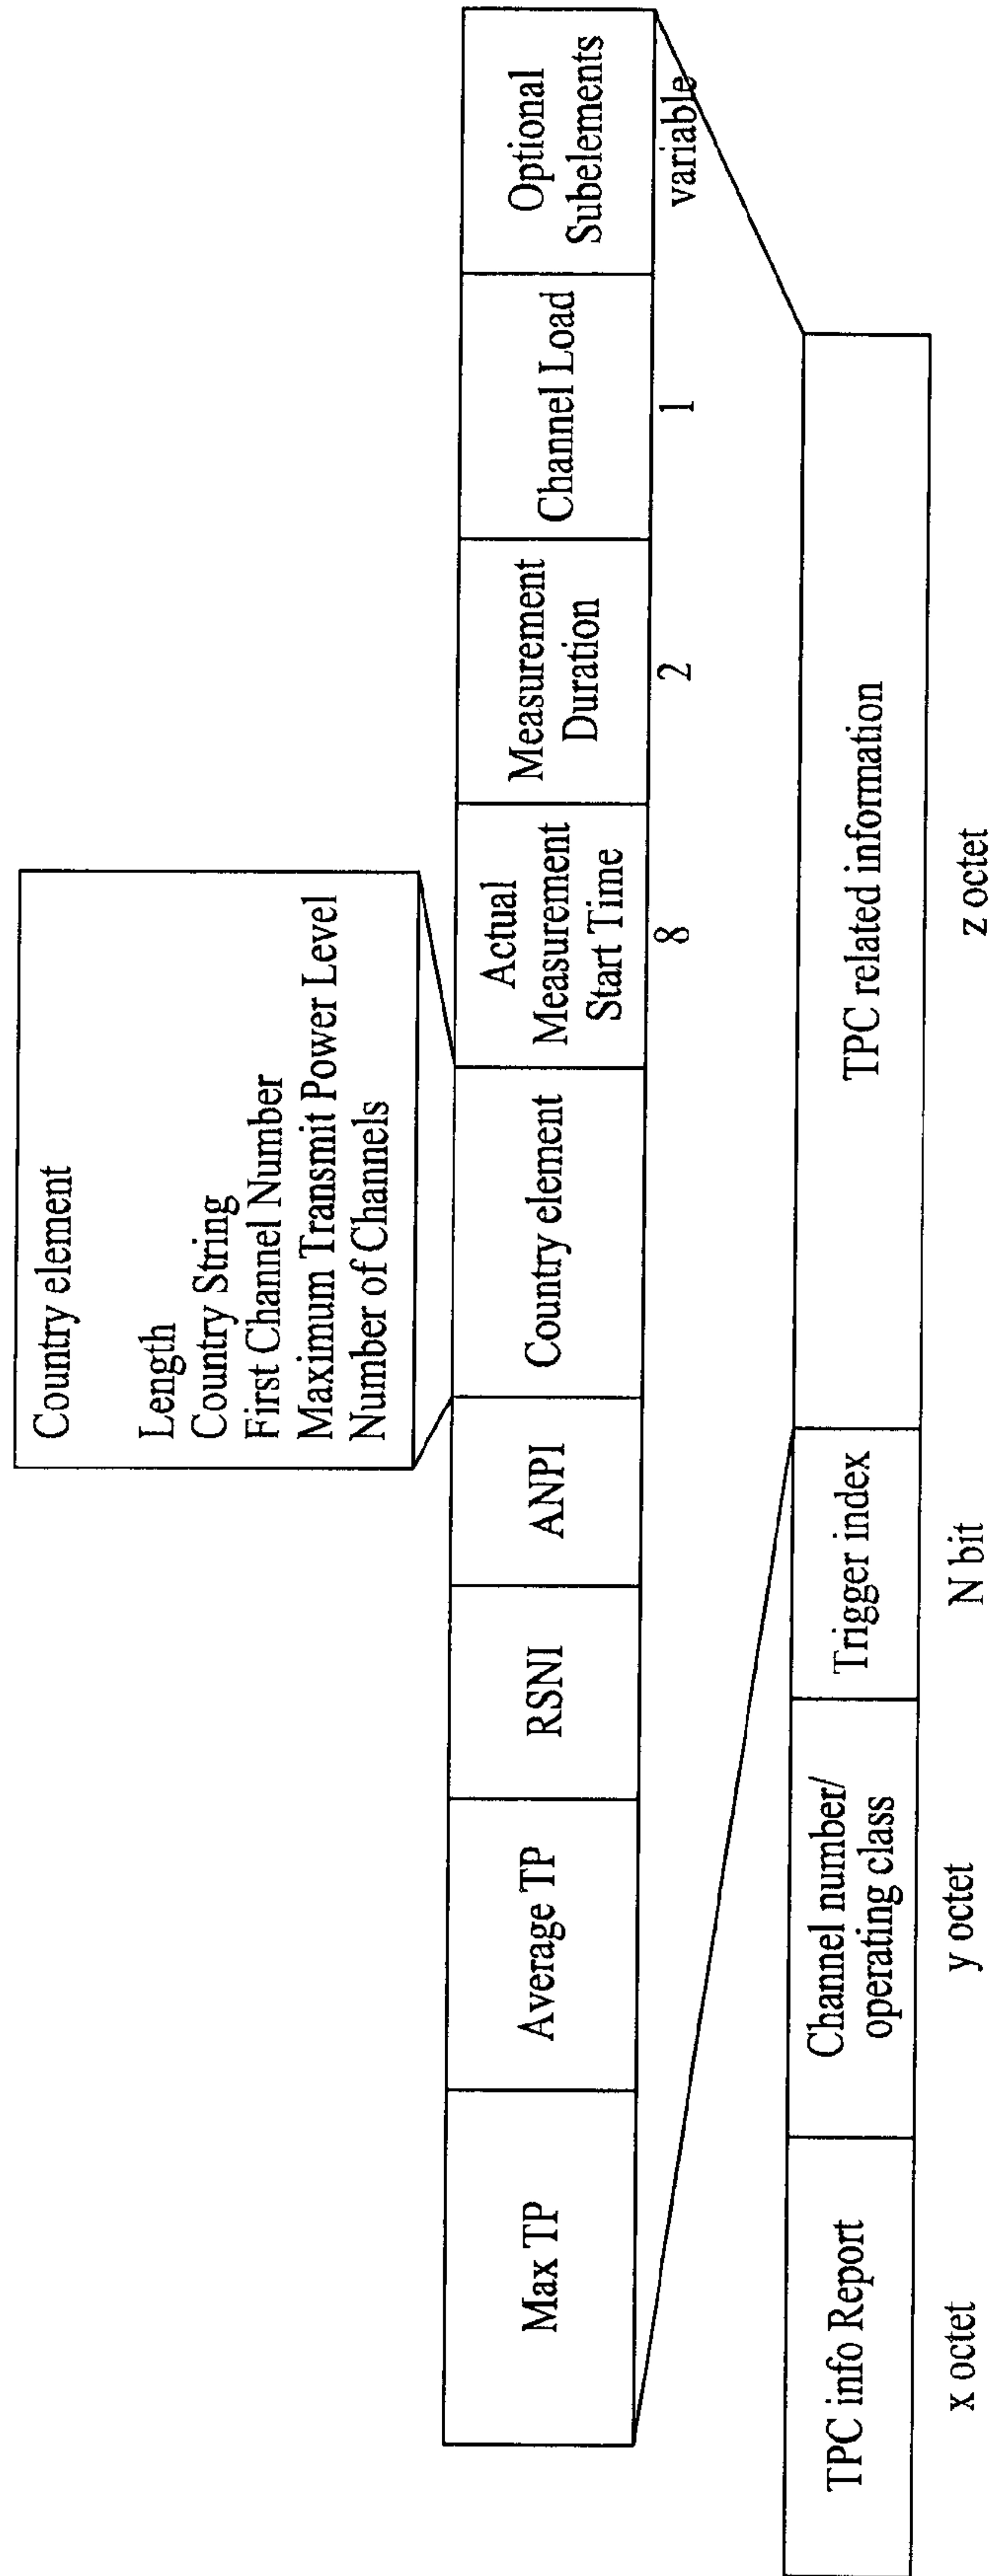 Country element
Length
Country String
First Channel Number
Maximum Transmit Power Level
Number of Channels
Max TP
Average TP
RSNI
ANPI
Country element
Actual
Measurement
Start Time
Measurement
Duration
Channel Load
Optional
Subelements
8
2
1
variable
TPC info Report
Channel number/
operating class
Trigger index
TPC related information
x octet
y octet
N bit
z octet